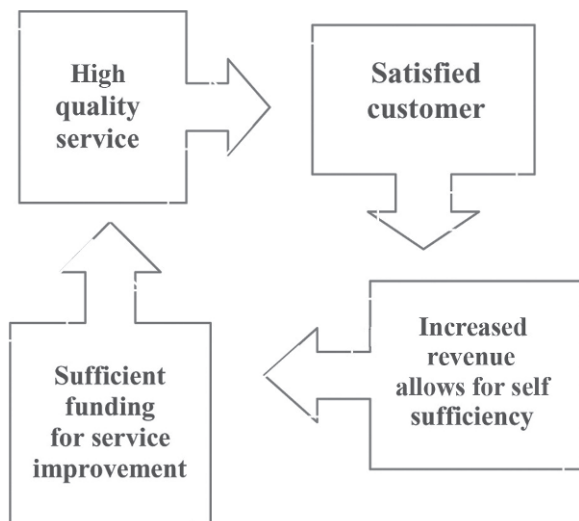 High
quality
service
Satisfied
customer
Increased
revenue
allows for self
sufficiency
Sufficient
funding
for service
improvement